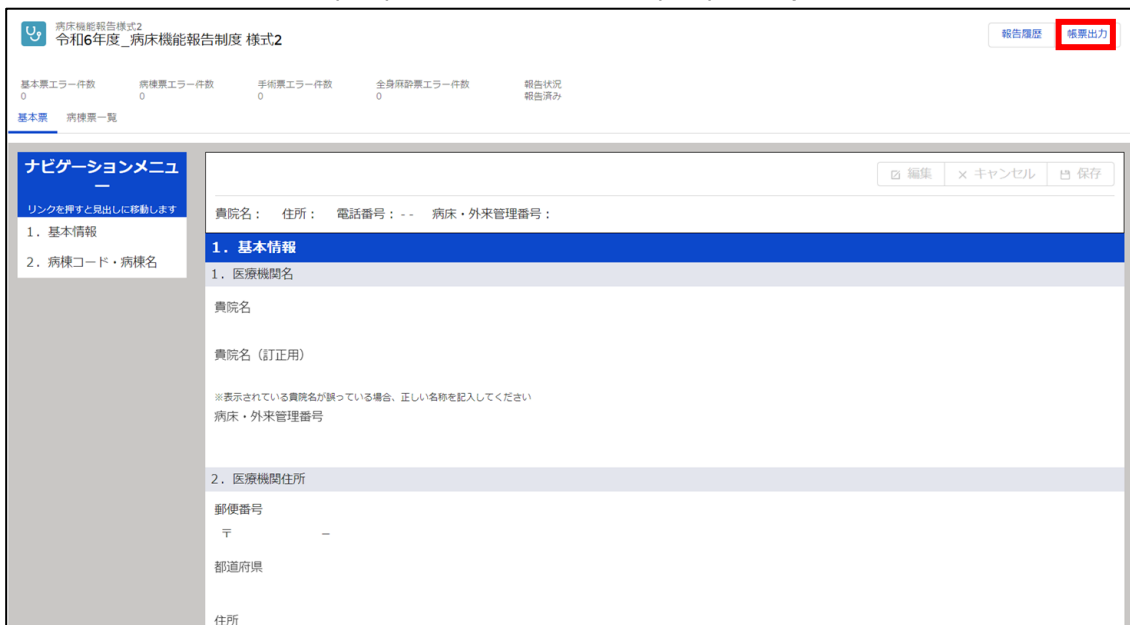 病床機能報告様式2
令和6年度_病床機能報告制度 様式2
報告履歴 帳票出力
基本票エラー件数 病棟票エラー件数 手術票エラー件数 全身麻酔票エラー件数 報告状況
0 0 0 0 報告済み
基本票 病棟票一覧
ナビゲーションメニュ
ー
リンクを押すと見出しに移動します
1. 基本情報
2. 病棟コード・病棟名
編集 × キャンセル 保存
貴院名: 住所: 電話番号: - - 病床・外来管理番号:
1. 基本情報
1. 医療機関名
貴院名
貴院名(訂正用)
※表示されている貴院名が誤っている場合、正しい名称を記入してください
病床・外来管理番号
2. 医療機関住所
郵便番号
〒 −
都道府県
住所